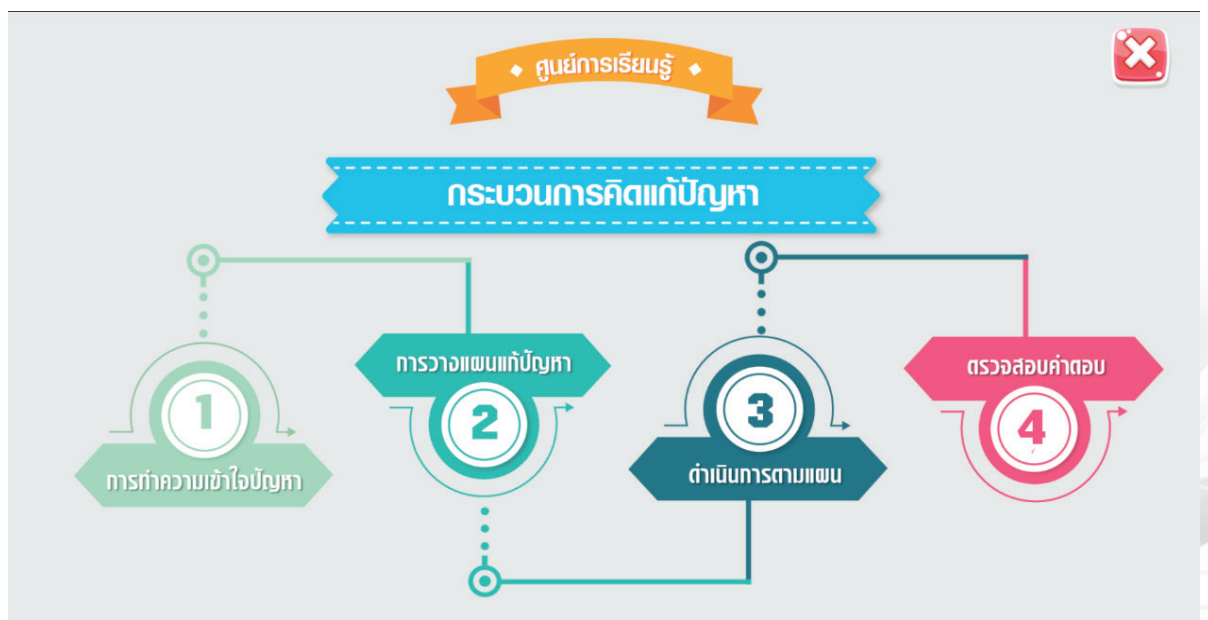 ศูนย์การเรียนรู้
กระบวนการคิดแก้ปัญหา
1
การทำความเข้าใจปัญหา
การวางแผนแก้ปัญหา
2
3
ดำเนินการตามแผน
ตรวจสอบคำตอบ
4